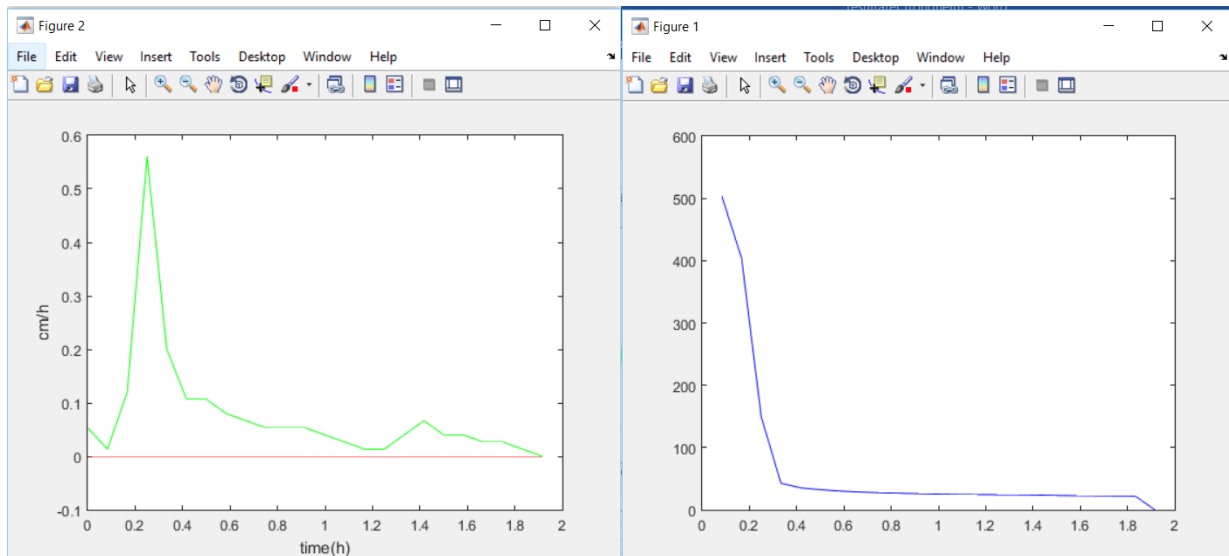 Figure 2
File Edit View Insert Tools Desktop Window Help
0.6
0.5
0.4
0.3
0.2
0.1
0
-0.1
cm/h
0 0.2 0.4 0.6 0.8 1 1.2 1.4 1.6 1.8 2
time(h)
Figure 1
File Edit View Insert Tools Desktop Window Help
600
500
400
300
200
100
0
0 0.2 0.4 0.6 0.8 1 1.2 1.4 1.6 1.8 2